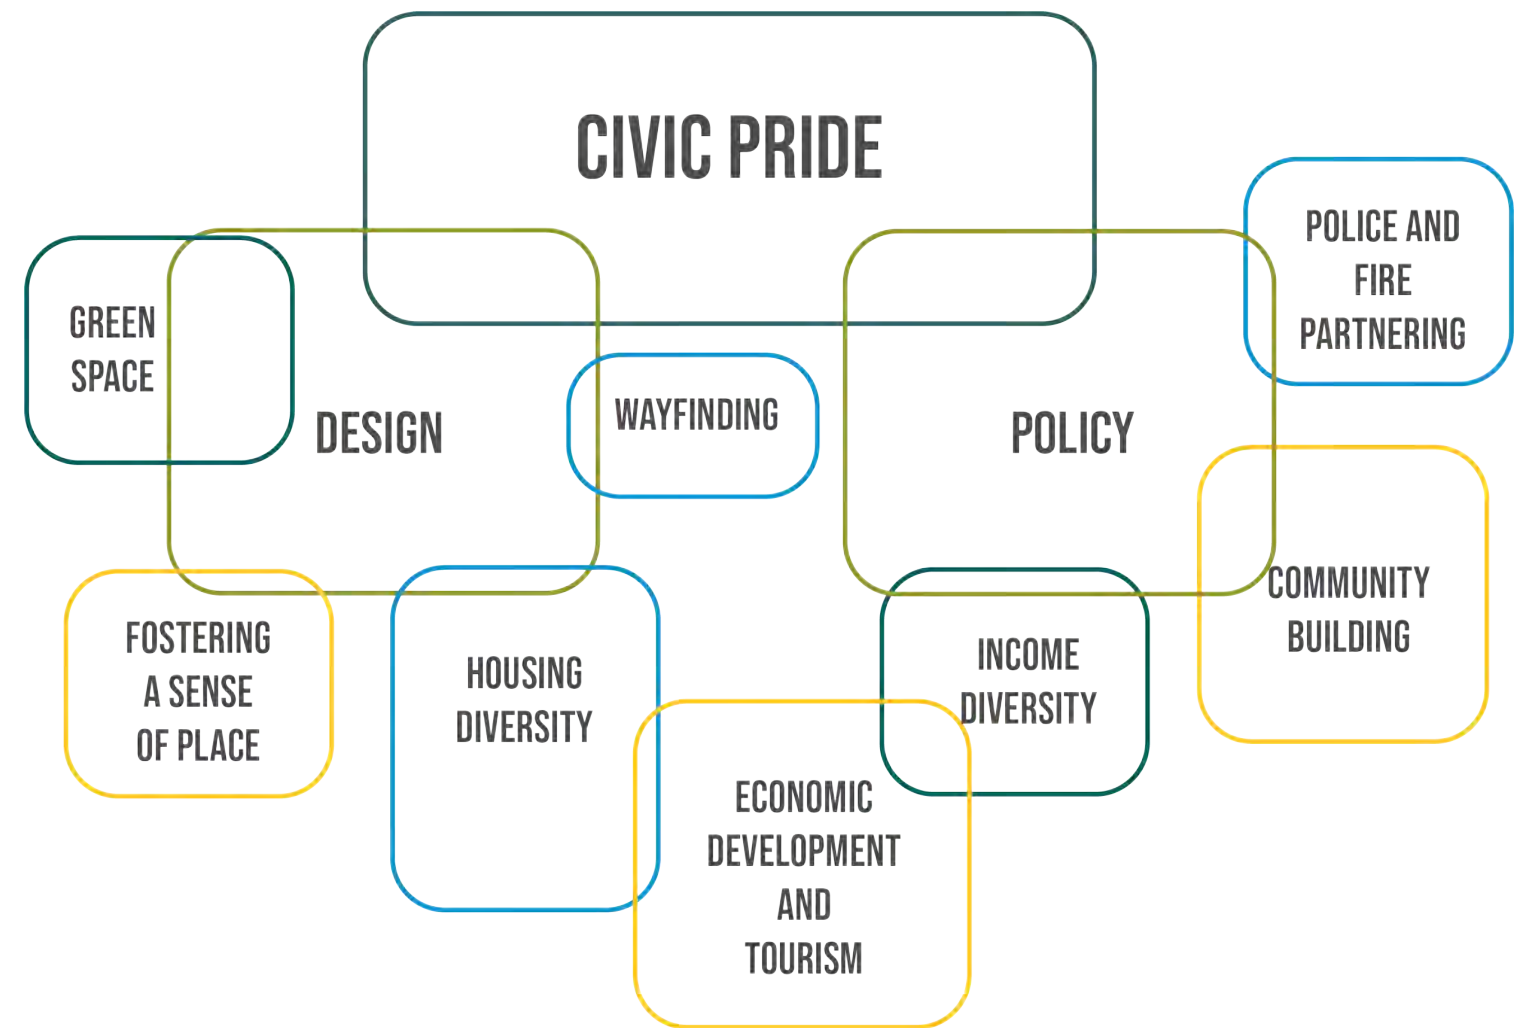 CIVIC PRIDE
POLICE AND
FIRE
PARTNERING
GREEN
SPACE
DESIGN
WAYFINDING
POLICY
COMMUNITY
BUILDING
FOSTERING
A SENSE
OF PLACE
HOUSING
DIVERSITY
INCOME
DIVERSITY
ECONOMIC
DEVELOPMENT
AND
TOURISM